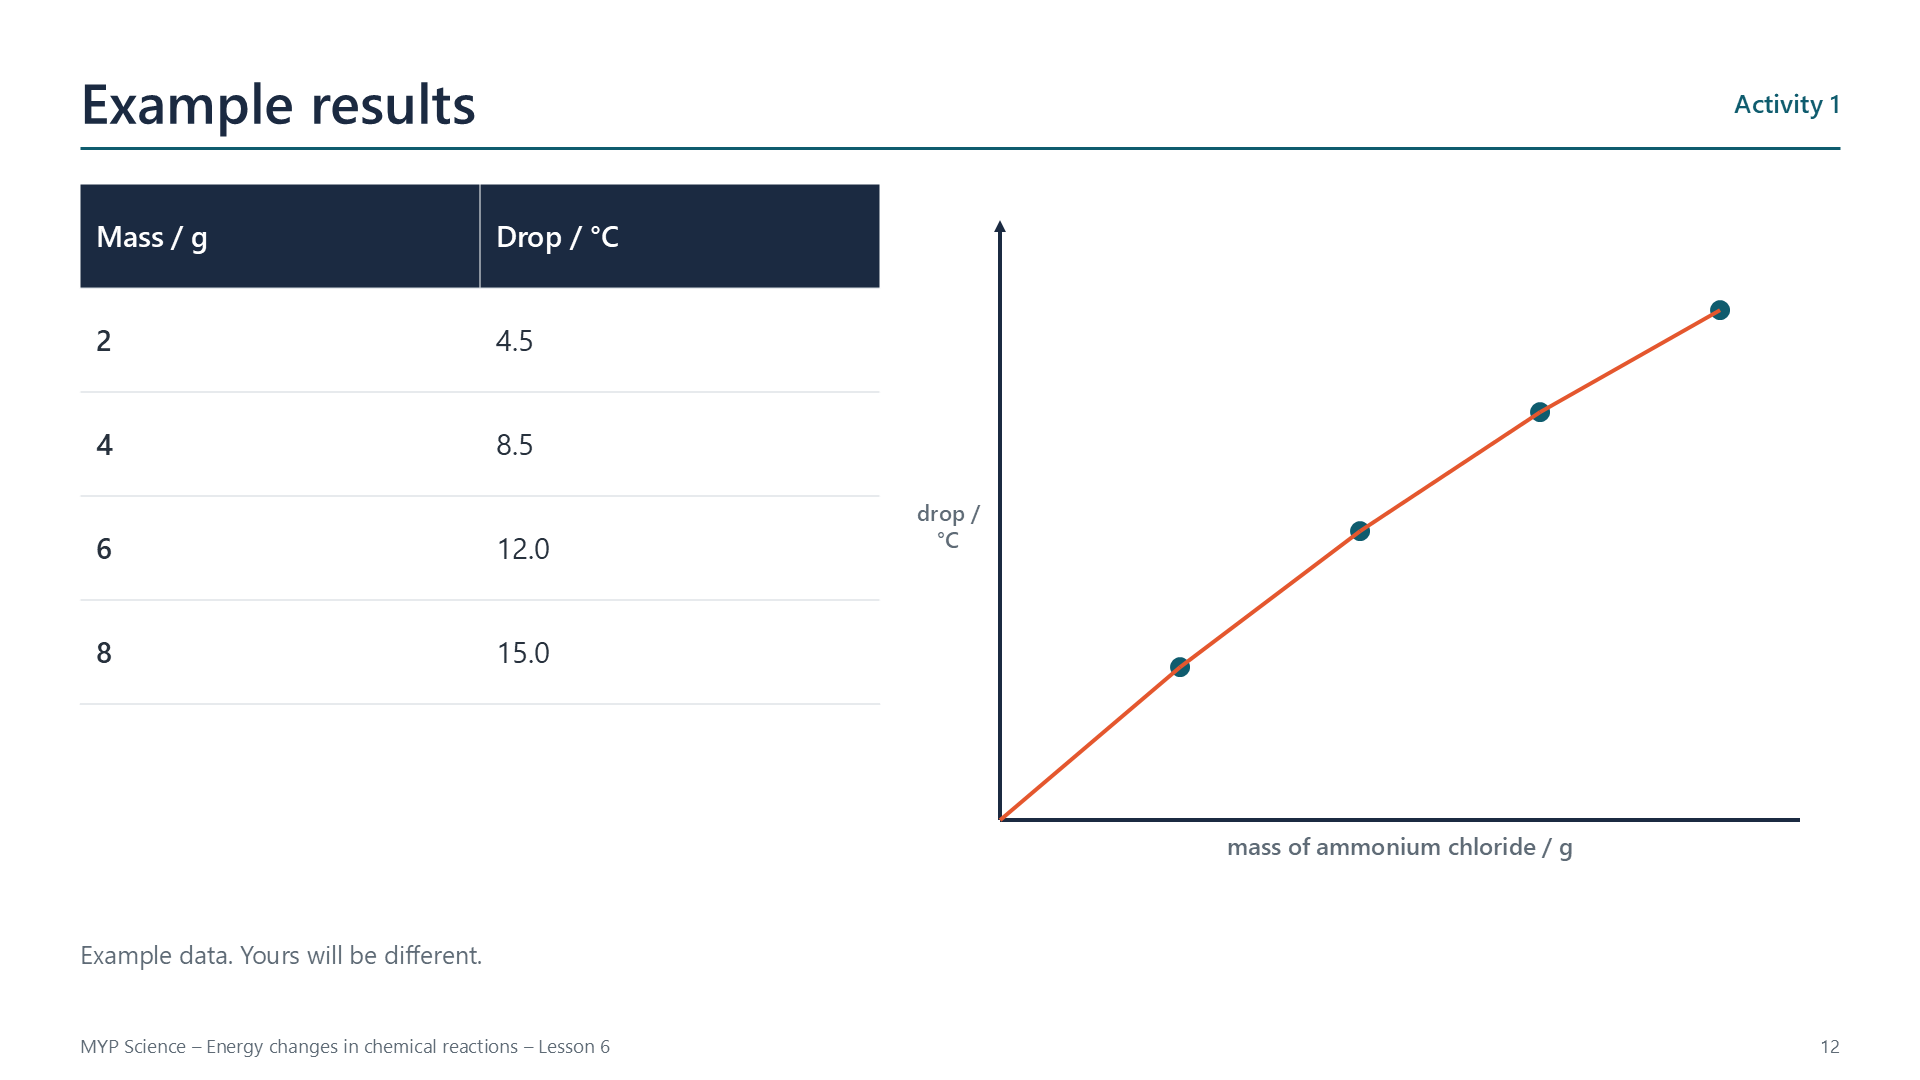 Example results
Activity 1
Mass / g
Drop / °C
2
4.5
4
8.5
6
12.0
8
15.0
drop /
°C
mass of ammonium chloride / g
Example data. Yours will be different.
MYP Science – Energy changes in chemical reactions – Lesson 6
12